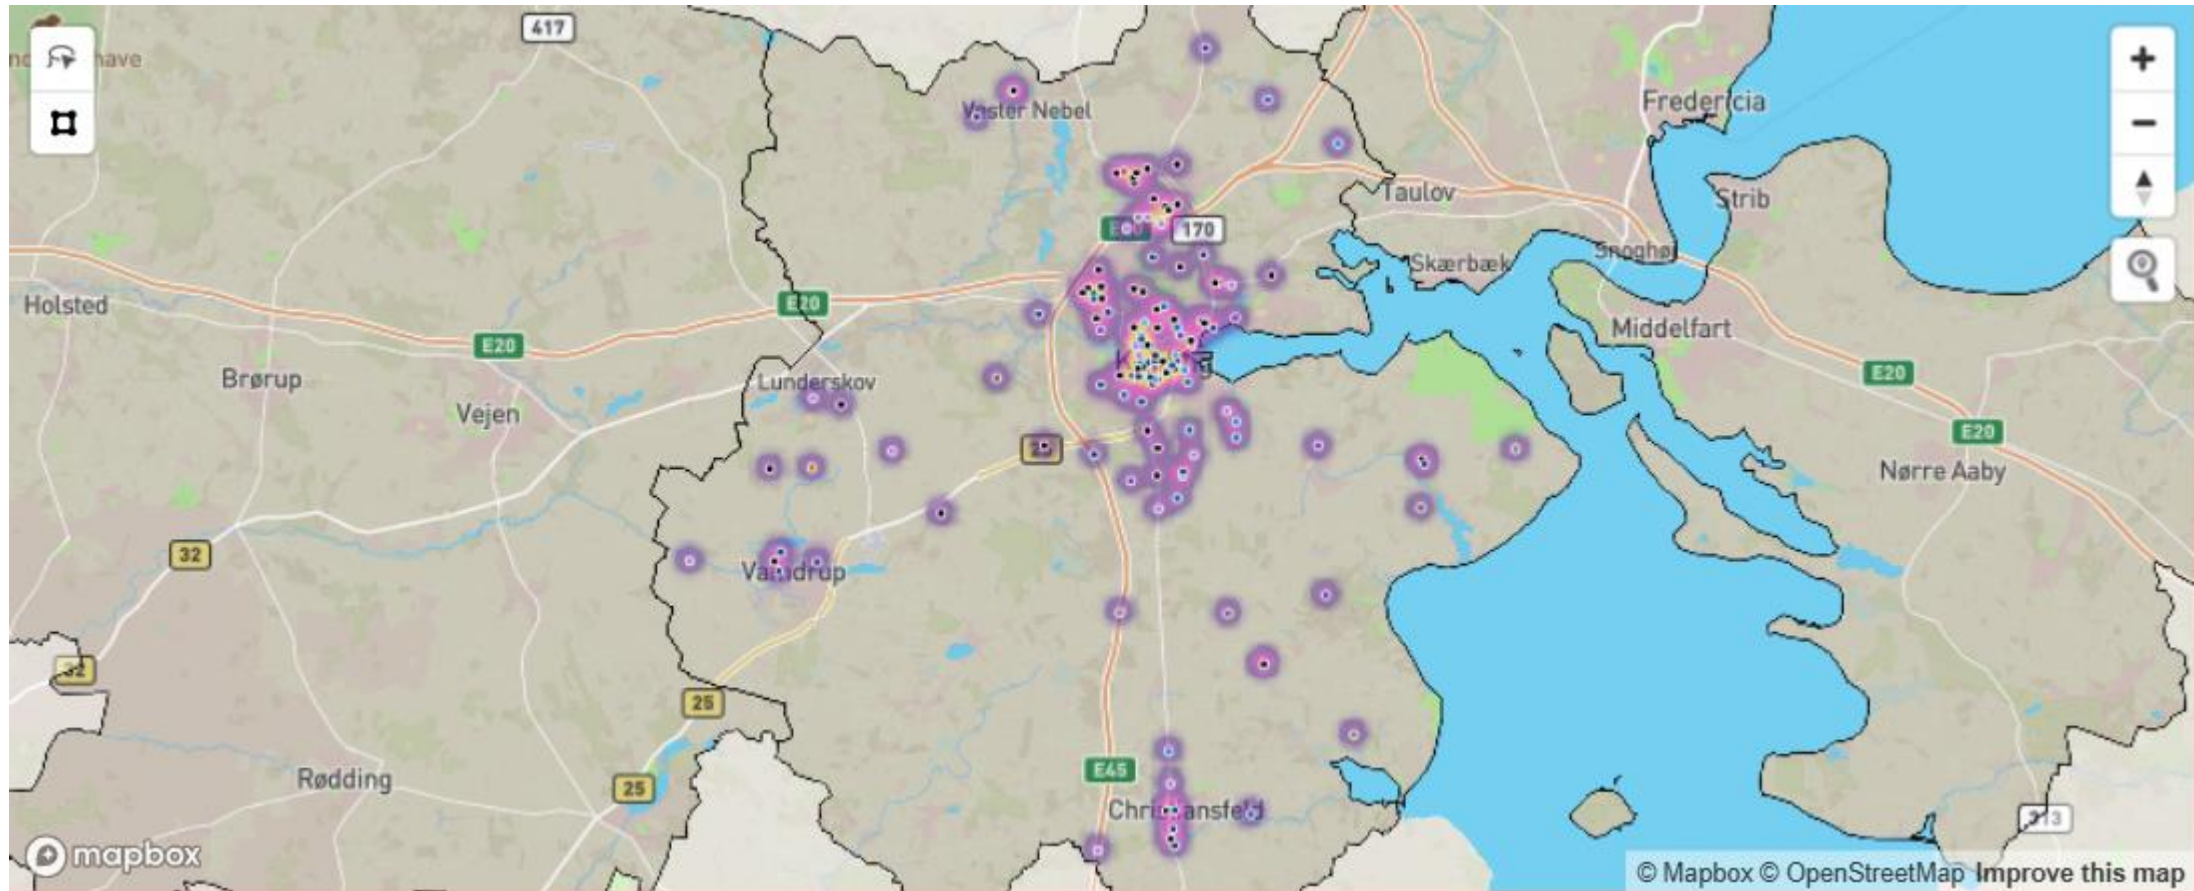 417
Vester Nebel
Fredericia
Taulov
Strib
170
Skærbæk
Snoghøj
Holsted
E20
E20
Middelfart
Brørup
Lunderskov
Vejen
E20
E20
Nørre Aaby
25
32
Vamdrup
32
25
E45
Rødding
25
Christiansfeld
313
mapbox
© Mapbox © OpenStreetMap Improve this map